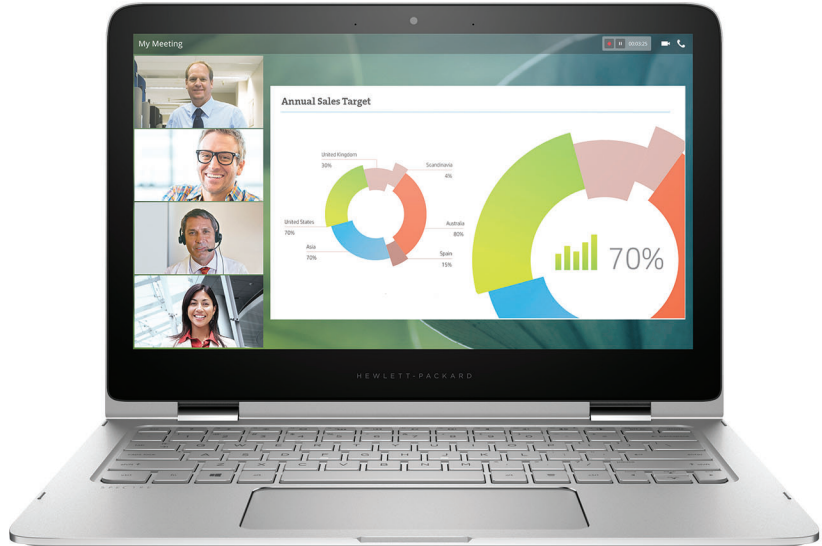 My Meeting
00:03:25
Annual Sales Target
United Kingdom
30%
Scandinavia
4%
United States
70%
Australia
80%
Asia
70%
Spain
15%
70%
HEWLETT-PACKARD
SPECTRE